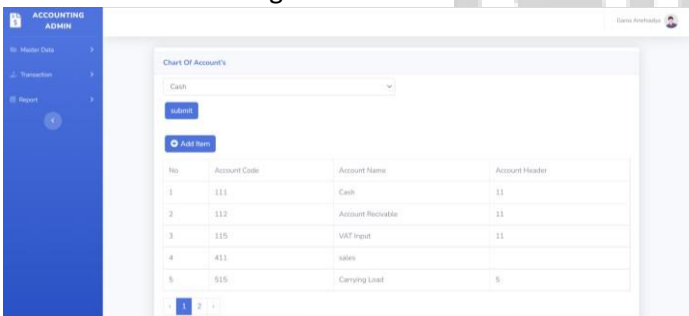 ACCOUNTING
ADMIN
Master Data
Transaction
Report
Chart Of Account's
Cash
submit
Add Item
No Account Code Account Name Account Header
1 111 Cash 11
2 112 Account Recivable 11
3 115 VAT Input 11
4 411 sales
5 515 Carrying Load 5
1 2